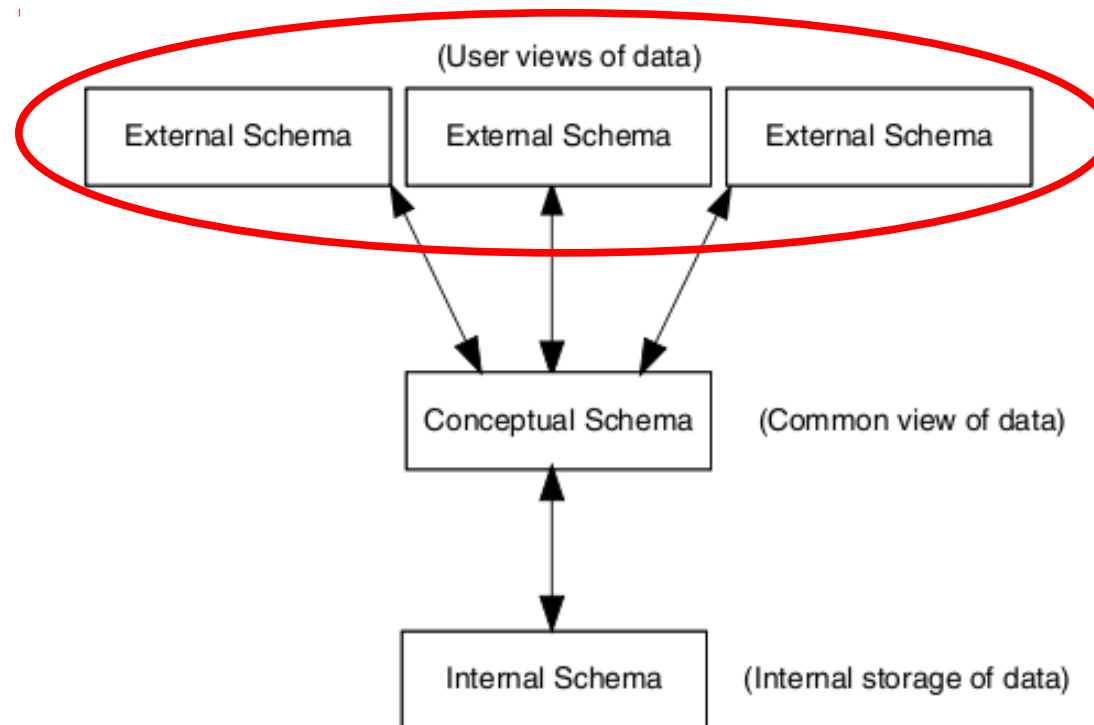 (User views of data)
External Schema External Schema External Schema
Conceptual Schema (Common view of data)
Internal Schema (Internal storage of data)